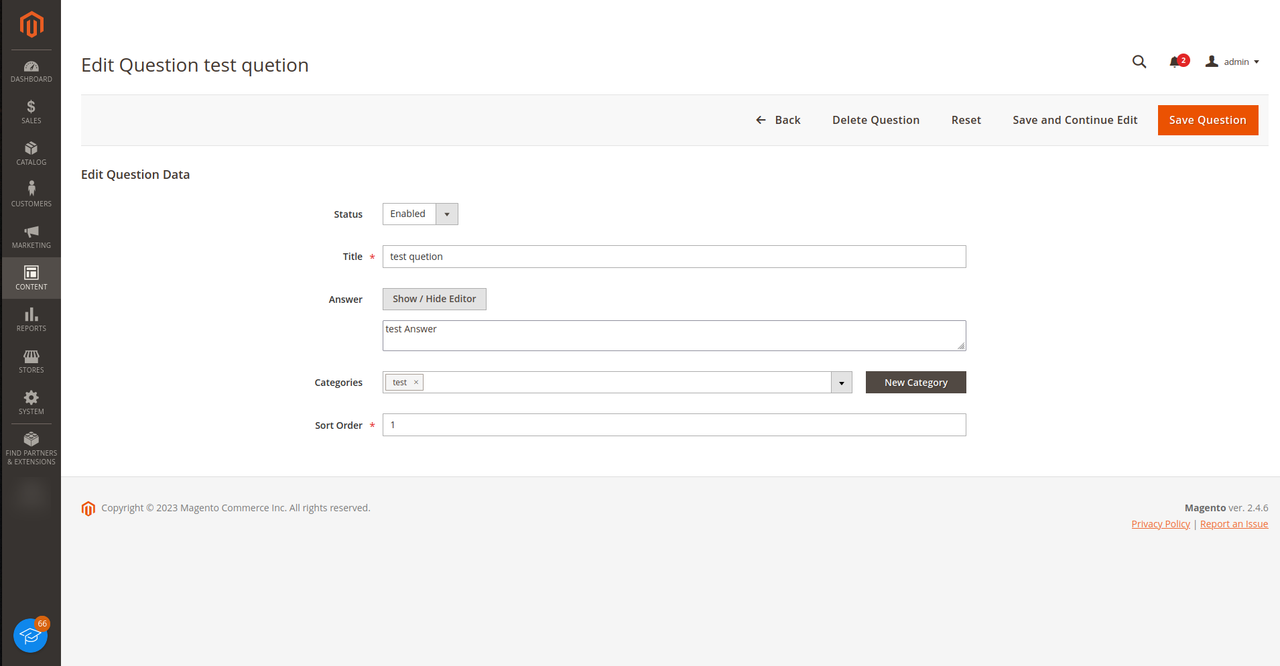 Edit Question test quetion
2
admin
Back
Delete Question
Reset
Save and Continue Edit
Save Question
DASHBOARD
SALES
CATALOG
CUSTOMERS
MARKETING
CONTENT
REPORTS
STORES
SYSTEM
FIND PARTNERS
& EXTENSIONS
66
Edit Question Data
Status
Enabled
Title *
test quetion
Answer
Show / Hide Editor
test Answer
Categories
test ×
New Category
Sort Order *
1
Copyright © 2023 Magento Commerce Inc. All rights reserved.
Magento ver. 2.4.6
Privacy Policy | Report an Issue